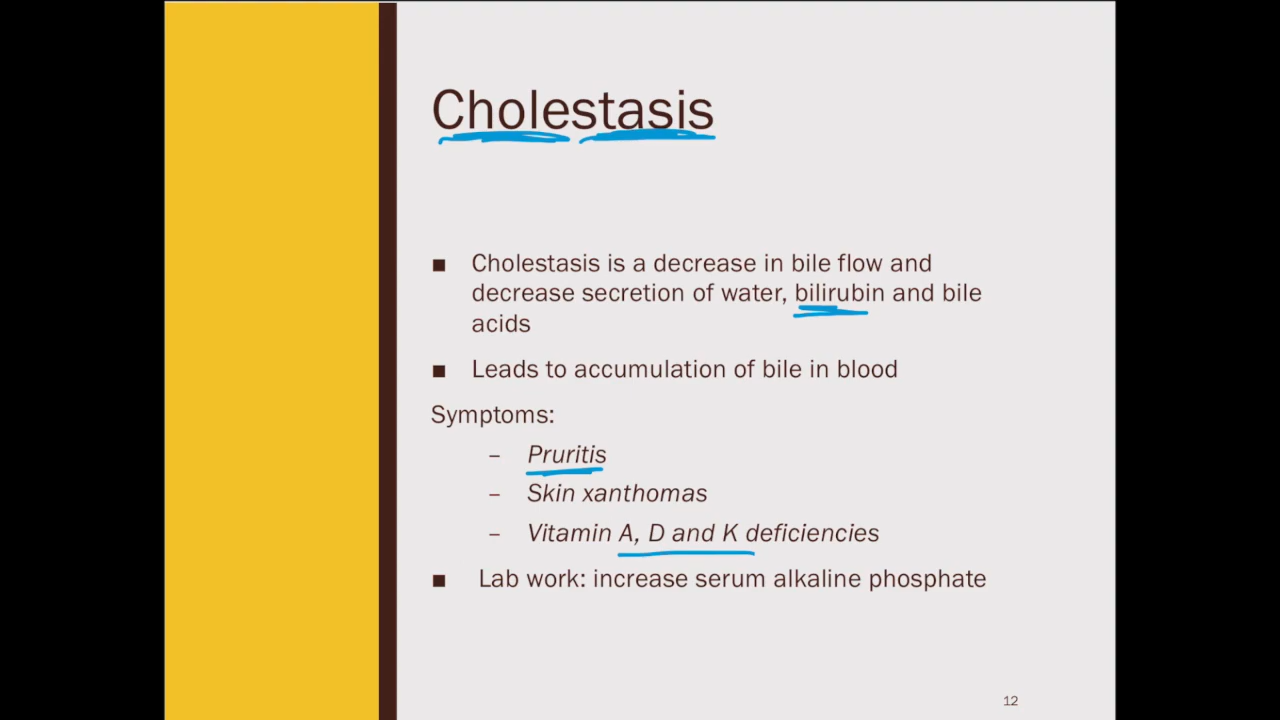 Cholestasis
■ Cholestasis is a decrease in bile flow and
decrease secretion of water, bilirubin and bile
acids
■ Leads to accumulation of bile in blood
Symptoms:
– Pruritis
– Skin xanthomas
– Vitamin A, D and K deficiencies
■ Lab work: increase serum alkaline phosphate
12